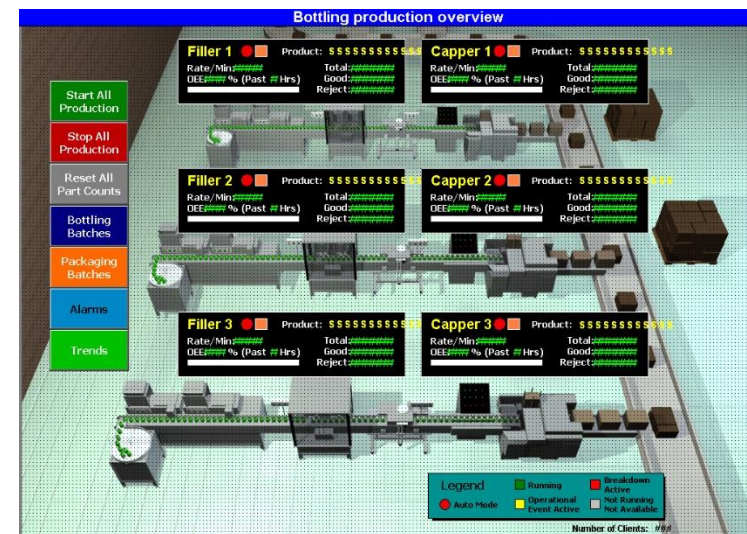 Bottling production overview
Filler 1 Product: $$$$$$$$$$$$
Rate/Min:##### Total:########
OEE:#### % (Past # Hrs) Good:########
Reject:########
Capper 1 Product: $$$$$$$$$$$$
Rate/Min:##### Total:########
OEE:#### % (Past # Hrs) Good:########
Reject:########
Start All
Production
Stop All
Production
Reset All
Part Counts
Bottling
Batches
Packaging
Batches
Alarms
Trends
Filler 2 Product: $$$$$$$$$$$$
Rate/Min:##### Total:########
OEE:#### % (Past # Hrs) Good:########
Reject:########
Capper 2 Product: $$$$$$$$$$$$
Rate/Min:##### Total:########
OEE:#### % (Past # Hrs) Good:########
Reject:########
Filler 3 Product: $$$$$$$$$$$$
Rate/Min:##### Total:########
OEE:#### % (Past # Hrs) Good:########
Reject:########
Capper 3 Product: $$$$$$$$$$$$
Rate/Min:##### Total:########
OEE:#### % (Past # Hrs) Good:########
Reject:########
Legend
Running
Breakdown
Active
Auto Mode
Operational
Event Active
Not Running
Not Available
Number of Clients: ###